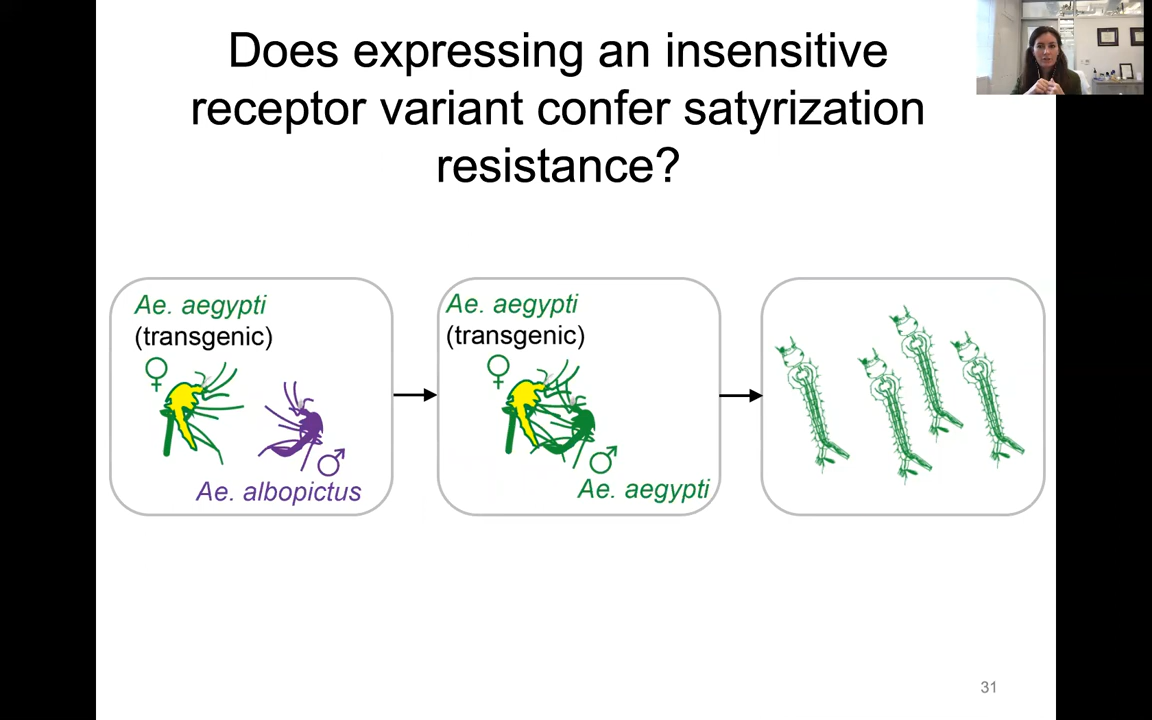 Does expressing an insensitive
receptor variant confer satyrization
resistance?
Ae. aegypti
(transgenic)
♀
♂
Ae. albopictus
Ae. aegypti
(transgenic)
♀
♂
Ae. aegypti
31